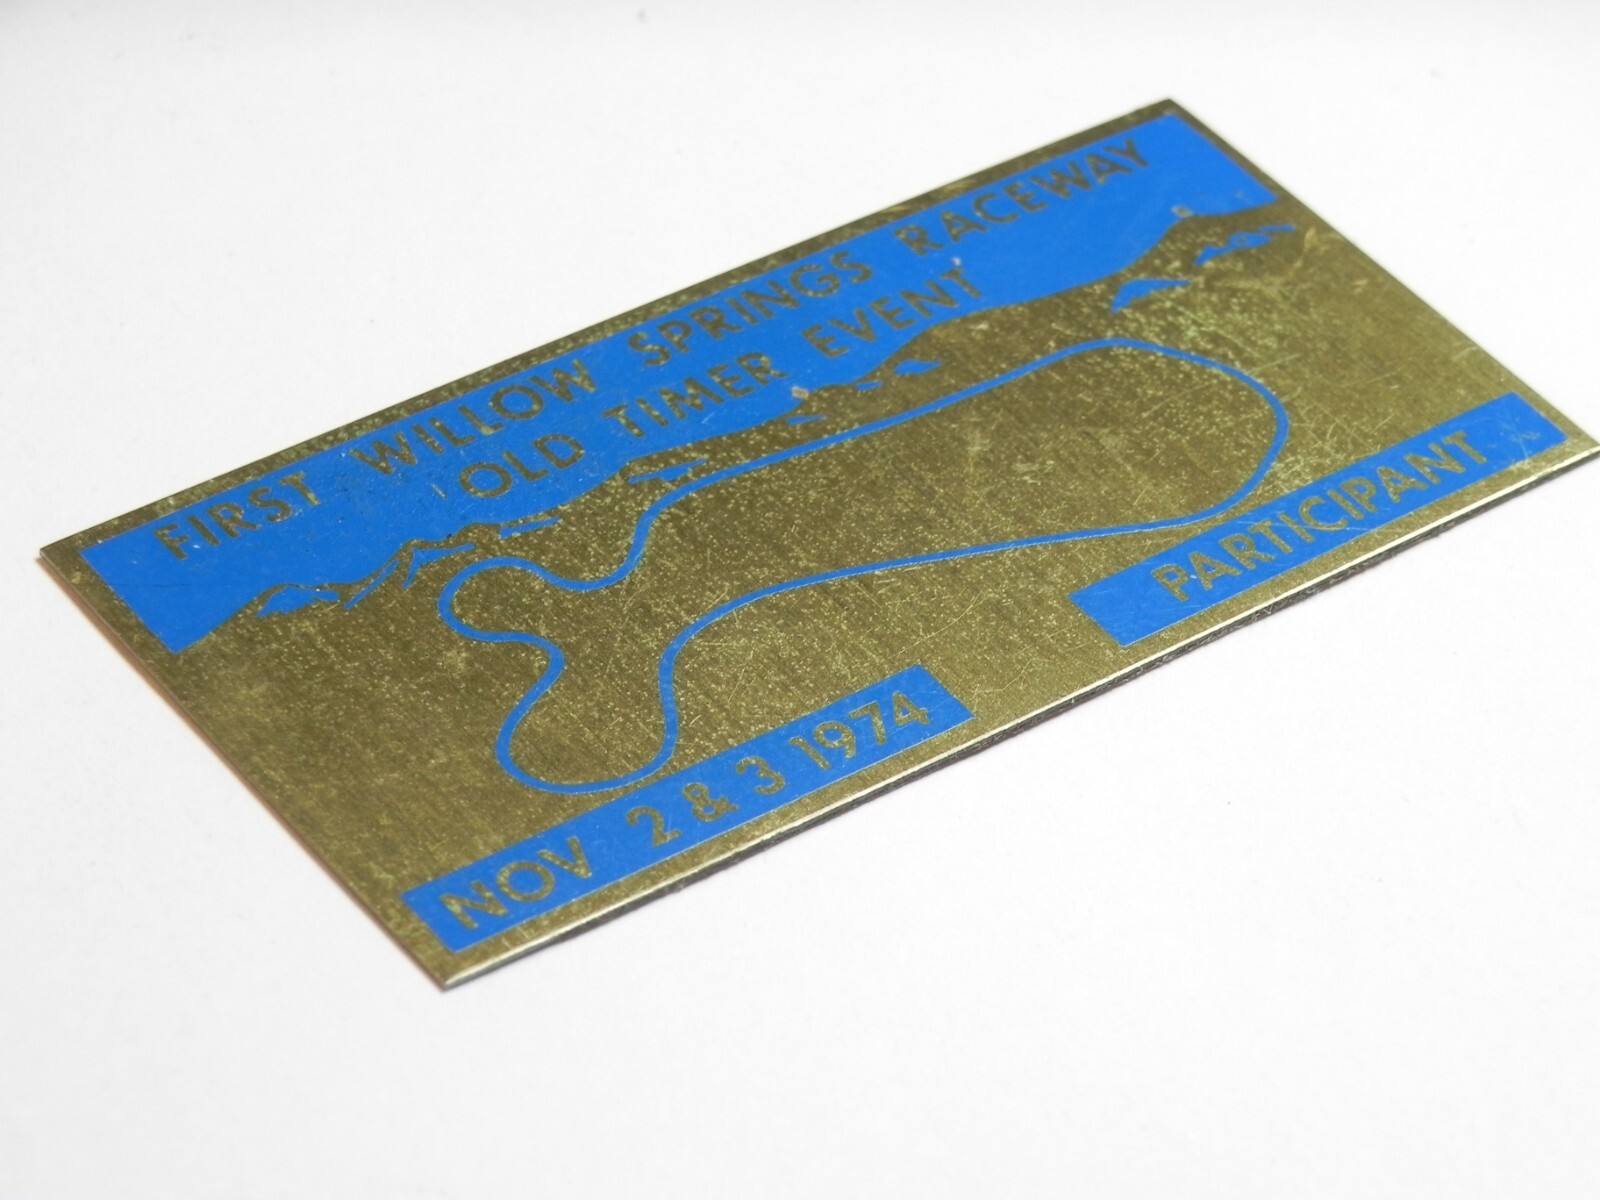 FIRST WILLOW SPRINGS RACEWAY
OLD TIMER EVENT
PARTICIPANT
NOV 2 & 3 1974